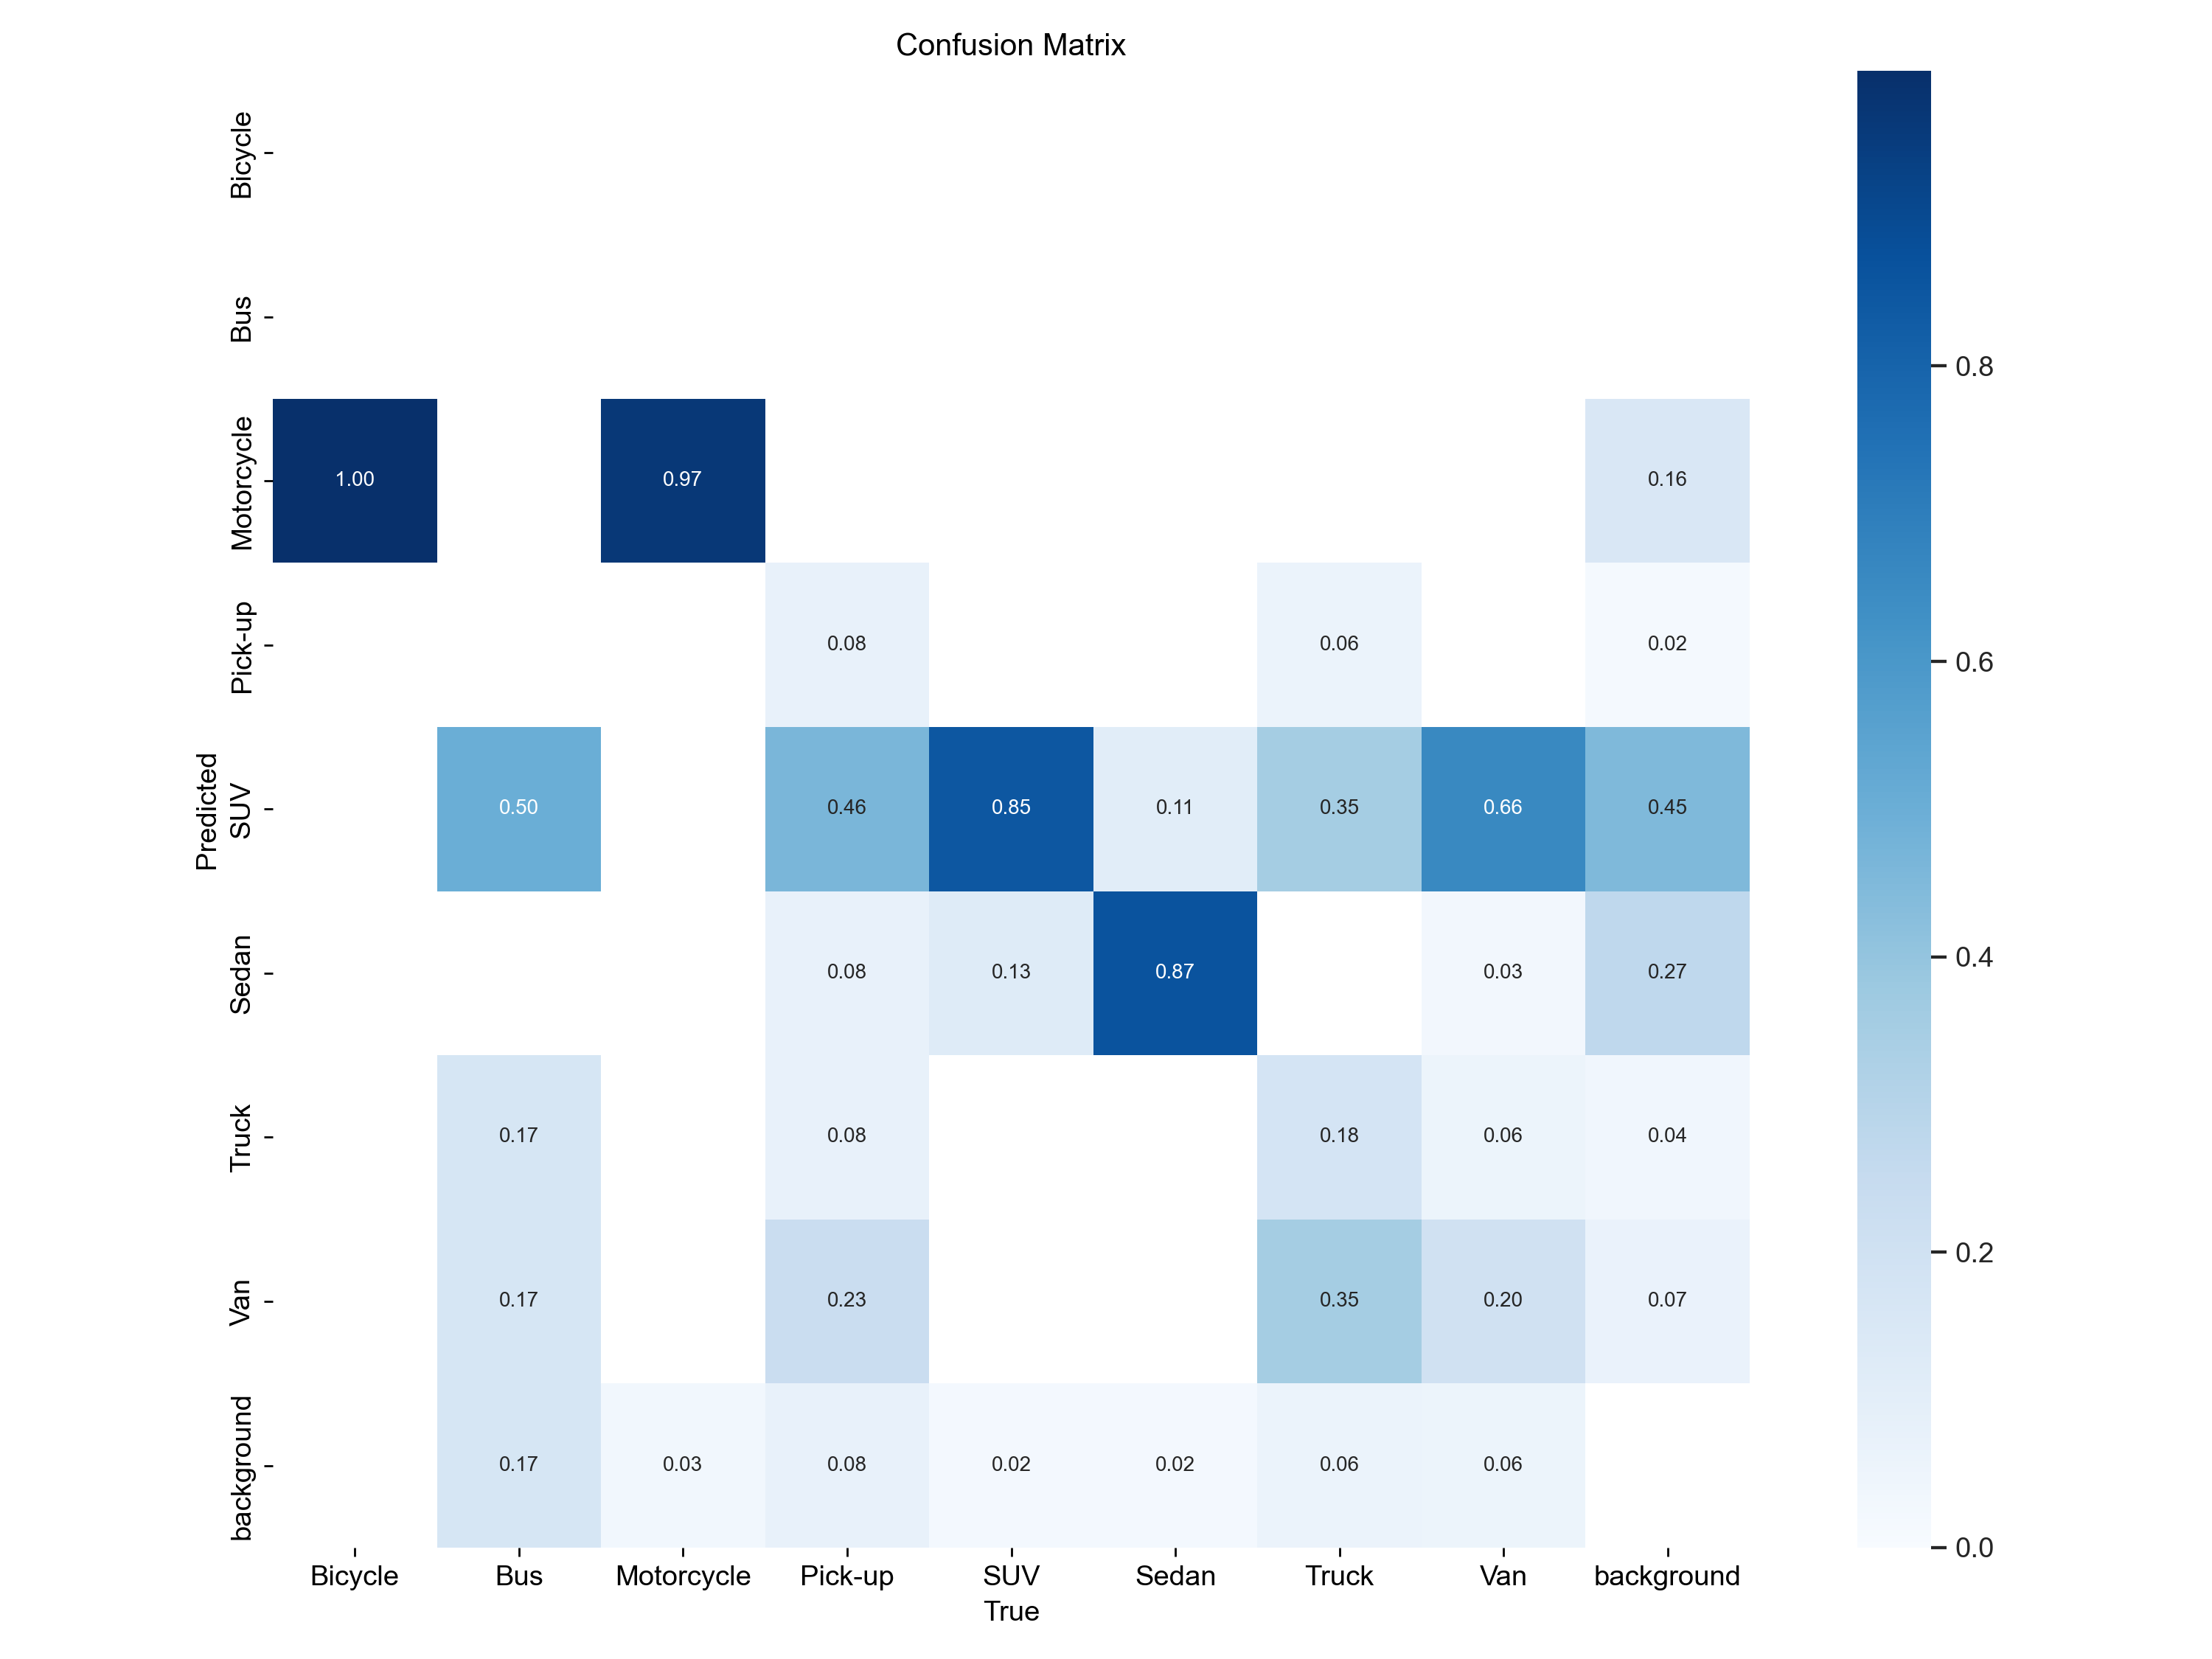 Confusion Matrix
Bicycle
Bus
0.8
Motorcycle
1.00 0.97 0.16
Pick-up
0.08 0.06 0.02
0.6
Predicted
SUV
0.50 0.46 0.85 0.11 0.35 0.66 0.45
Sedan
0.08 0.13 0.87 0.03 0.27
0.4
Truck
0.17 0.08 0.18 0.06 0.04
0.2
Van
0.17 0.23 0.35 0.20 0.07
background
0.17 0.03 0.08 0.02 0.02 0.06 0.06
0.0
Bicycle Bus Motorcycle Pick-up SUV Sedan Truck Van background
True